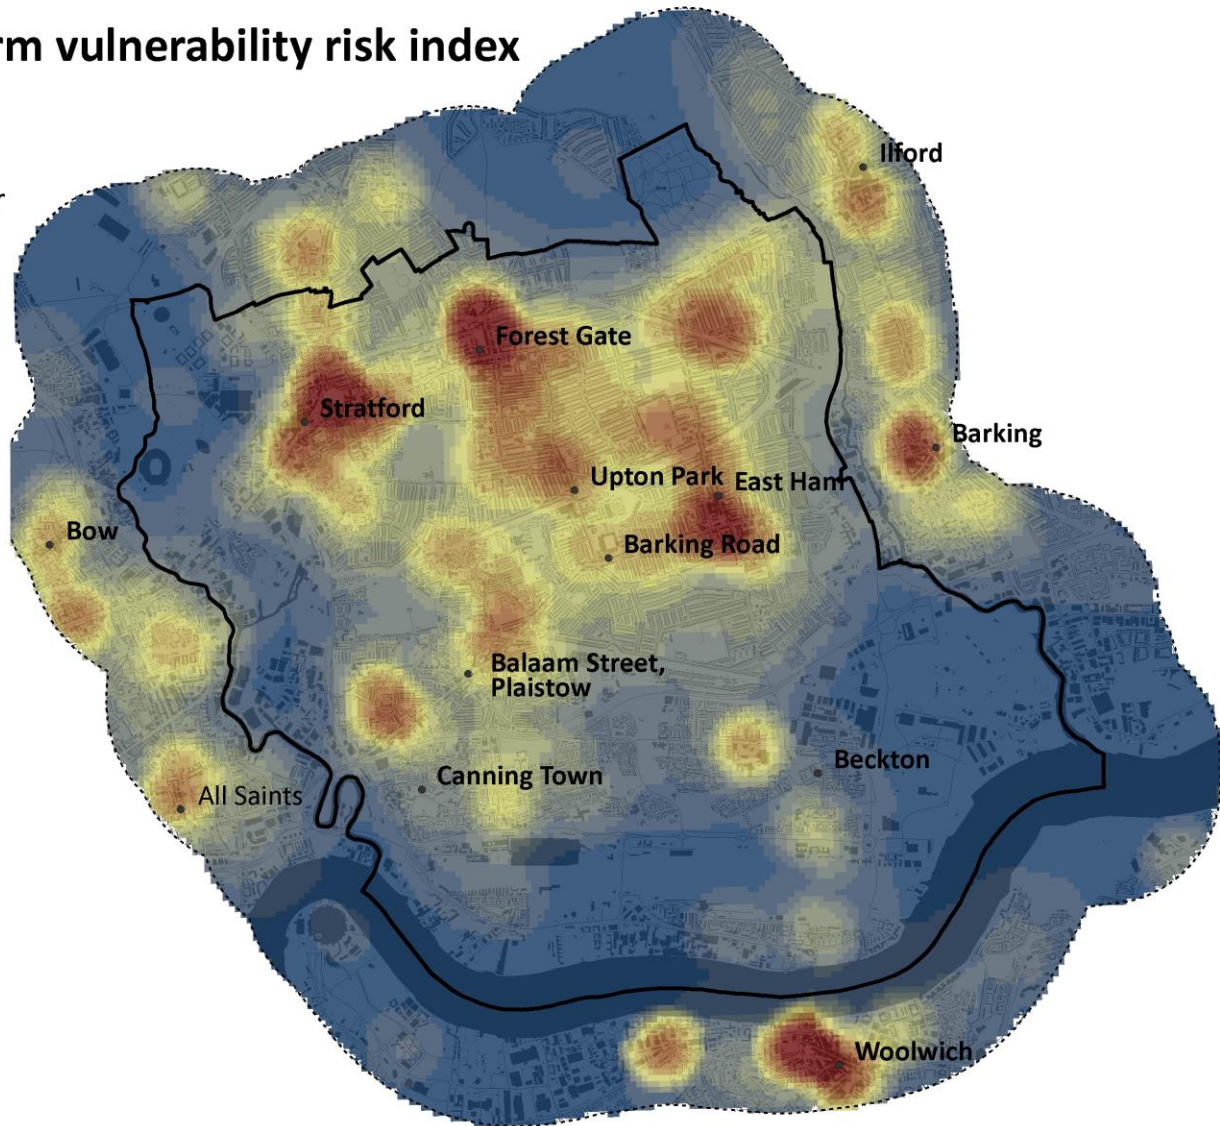 vulnerability risk index
Ilford
Forest Gate
Stratford
Barking
Upton Park
East Ham
Bow
Barking Road
Balaam Street,
Plaistow
Beckton
Canning Town
All Saints
Woolwich